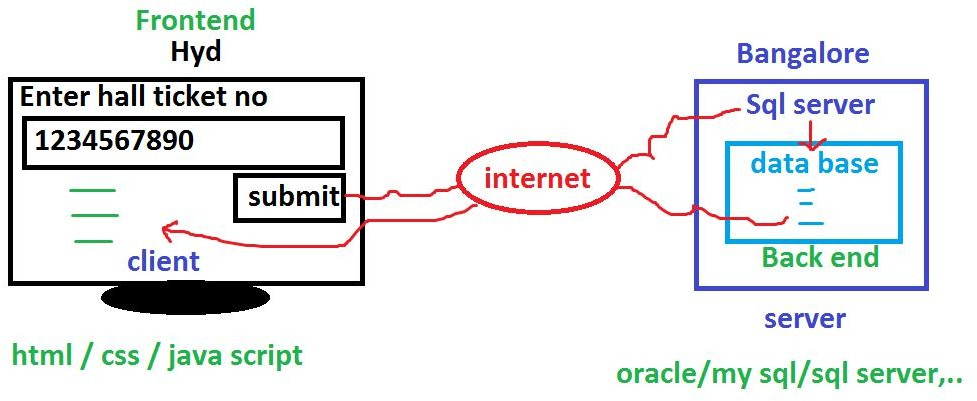 Frontend
Hyd
Enter hall ticket no
1234567890
submit
client
html / css / java script
internet
Bangalore
Sql server
data base
Back end
server
oracle/my sql/sql server,..